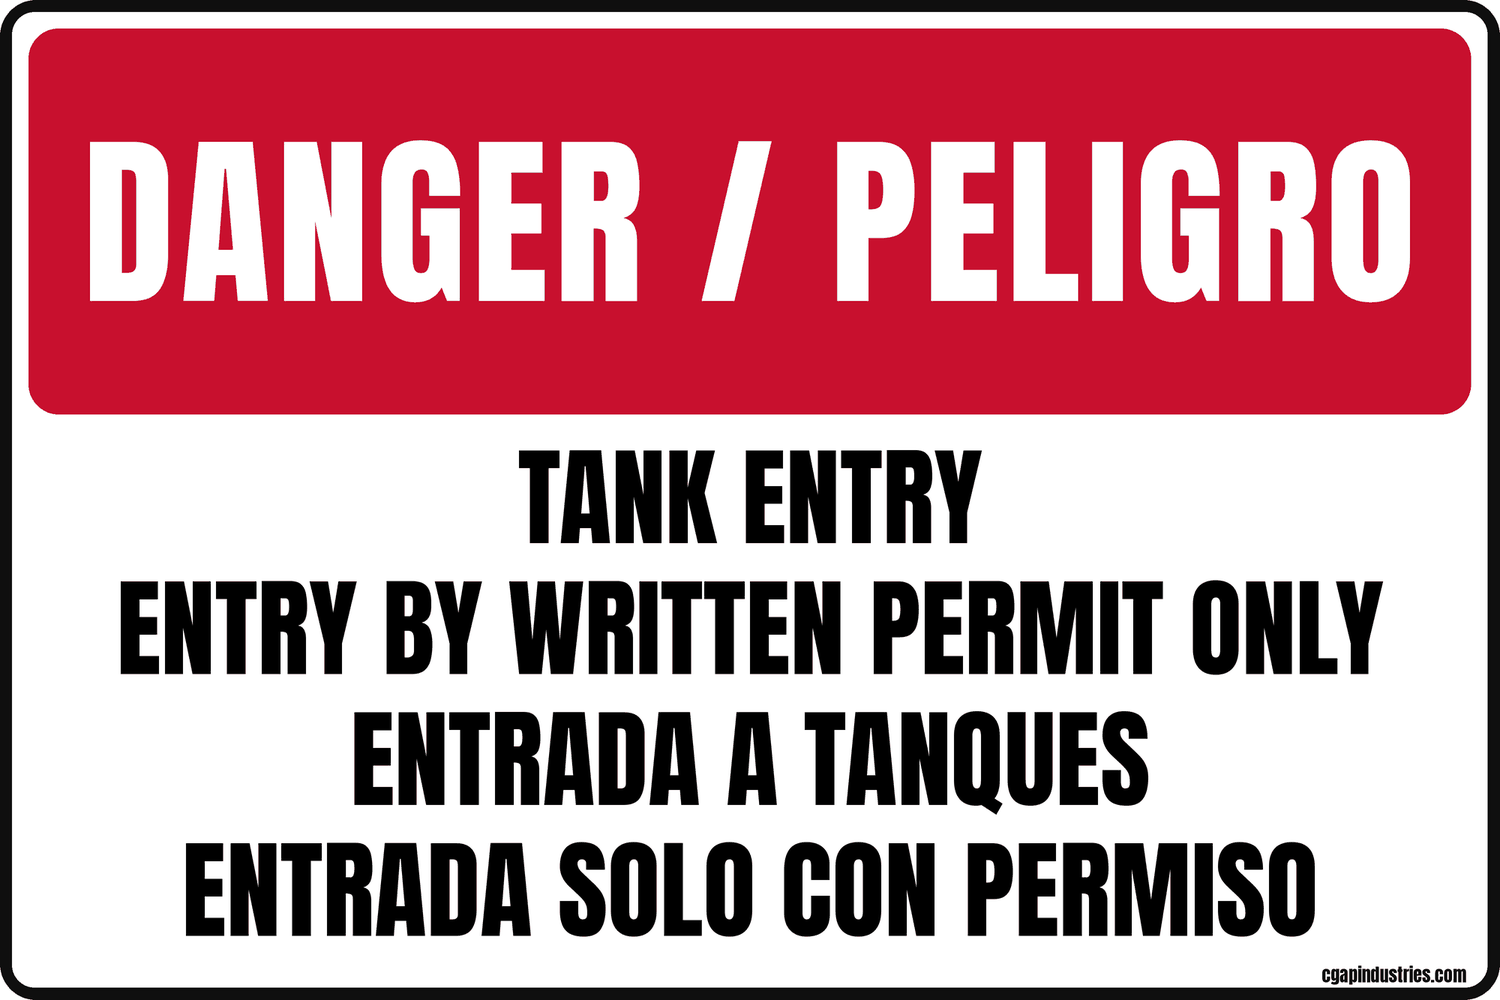 DANGER / PELIGRO
TANK ENTRY
ENTRY BY WRITTEN PERMIT ONLY
ENTRADA A TANQUES
ENTRADA SOLO CON PERMISO
cgapindustries.com